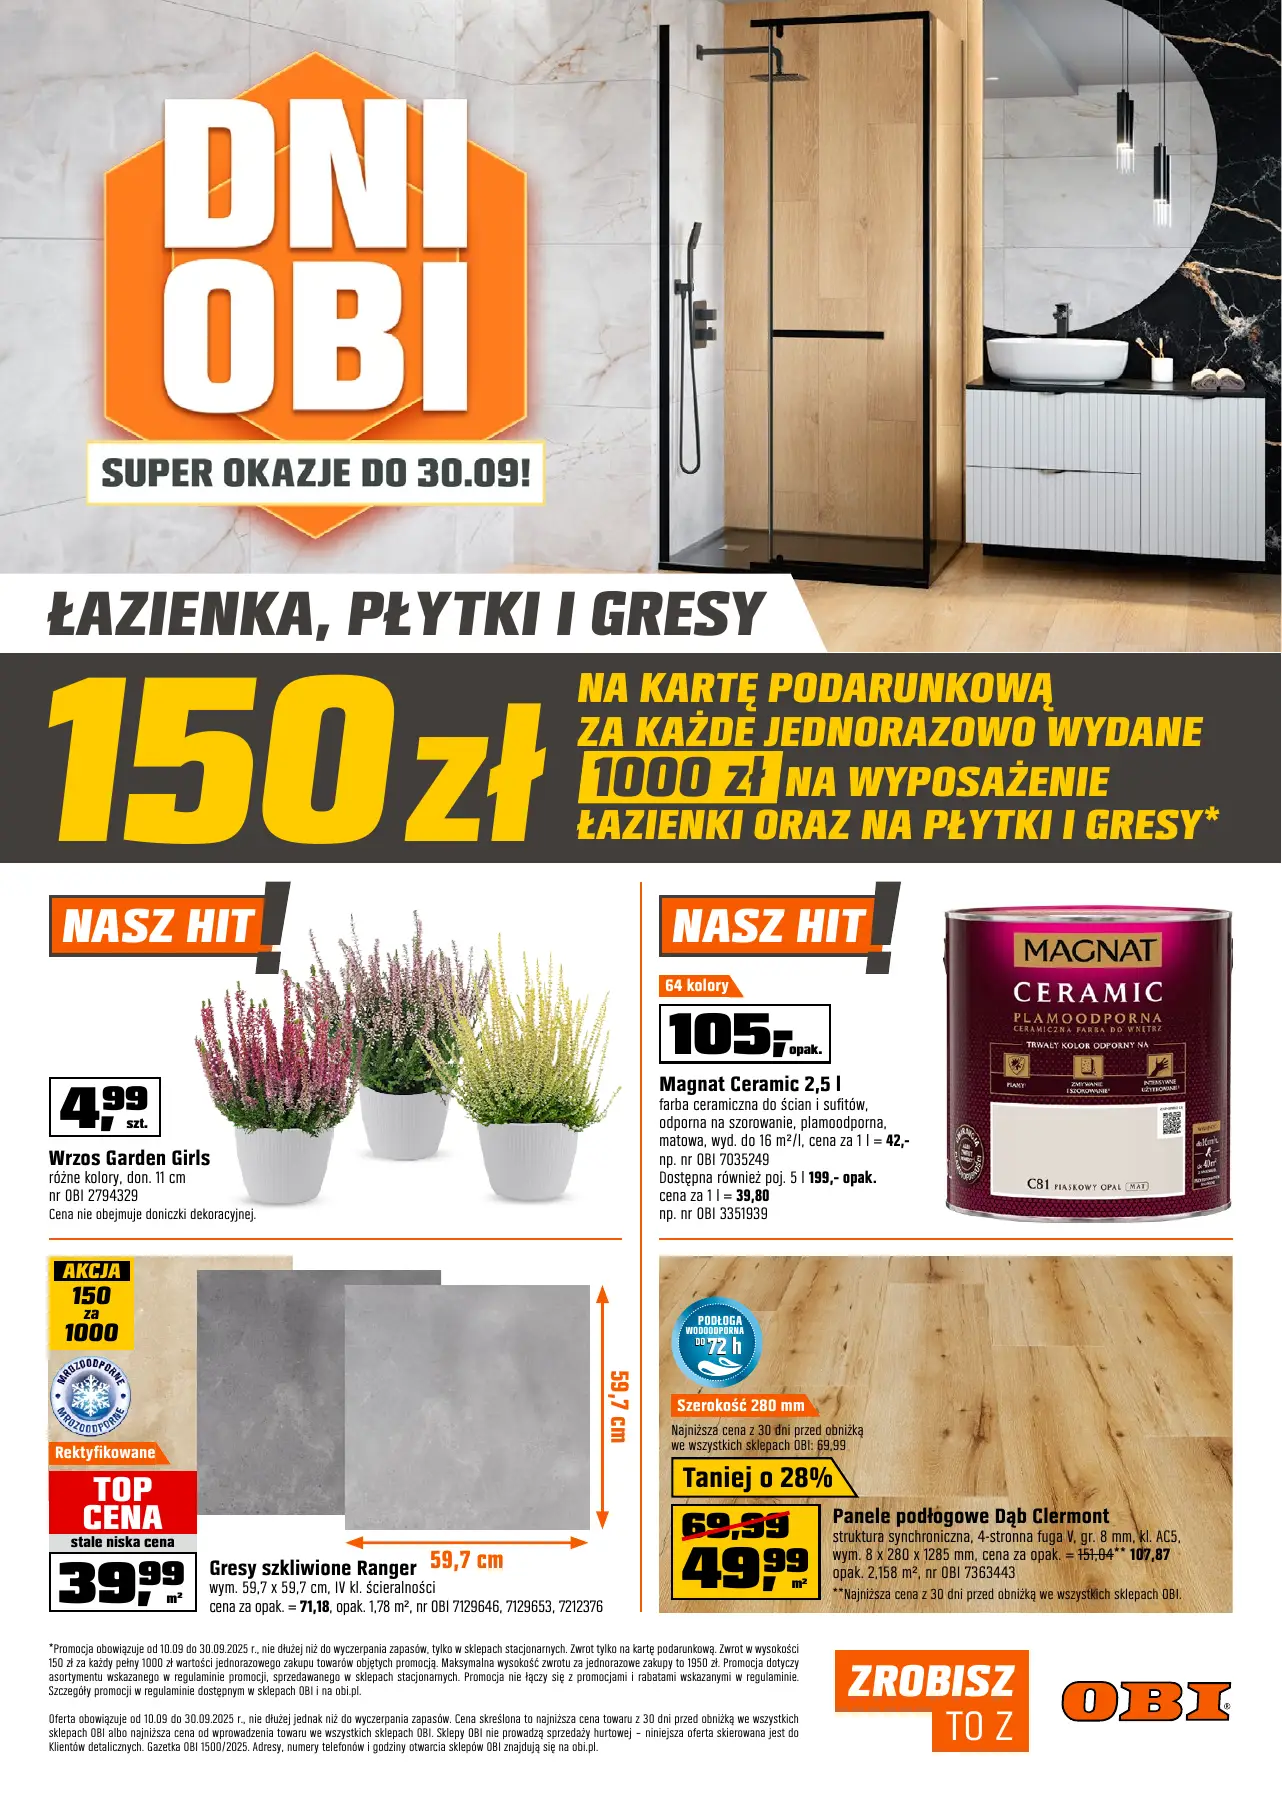 DNI
OBI
SUPER OKAZJE DO 30.09!
ŁAZIENKA, PŁYTKI I GRESY
150 zł
NA KARTĘ PODARUNKOWĄ
ZA KAŻDE JEDNORAZOWO WYDANE
1000 zł NA WYPOSAŻENIE
ŁAZIENKI ORAZ NA PŁYTKI I GRESY*
NASZ HIT!
4,99
szt.
Wrzos Garden Girls
różne kolory, don. 11 cm
nr OBI 2794329
Cena nie obejmuje doniczki dekoracyjnej.
NASZ HIT!
64 kolory
105,-
opak.
Magnat Ceramic 2,5 l
farba ceramiczna do ścian i sufitów,
odporna na szorowanie, plamoodporna,
matowa, wyd. do 16 m²/l, cena za 1 l = 42,-
np. nr OBI 7035249
Dostępna również poj. 5 l 199,- opak.
cena za 1 l = 39,80
np. nr OBI 3351939
MAGNAT
CERAMIC
PLAMOODPORNA
CERAMICZNA FARBA DO WNĘTRZ
TRWAŁY KOLOR ODPORNY NA
PLAMY
ZMYWANIE
I SZOROWANIE
INTENSYWNE
UŻYTKOWANIE
C81 PIASKOWY OPAL MAT
AKCJA
150
za
1000
MROZOODPORNE
MROZOODPORNE
Rektyfikowane
TOP
CENA
stale niska cena
39,99
m²
59,7 cm
59,7 cm
Gresy szkliwione Ranger
wym. 59,7 x 59,7 cm, IV kl. ścieralności
cena za opak. = 71,18, opak. 1,78 m², nr OBI 7129646, 7129653, 7212376
PODŁOGA
WODOODPORNA
DO 72 h
Szerokość 280 mm
Najniższa cena z 30 dni przed obniżką
we wszystkich sklepach OBI: 69,99
Taniej o 28%
69,99
49,99
m²
Panele podłogowe Dąb Clermont
struktura synchroniczna, 4-stronna fuga V, gr. 8 mm, kl. AC5,
wym. 8 x 280 x 1285 mm, cena za opak. = 151,04** 107,87
opak. 2,158 m², nr OBI 7363443
**Najniższa cena z 30 dni przed obniżką we wszystkich sklepach OBI.
*Promocja obowiązuje od 10.09 do 30.09.2025 r., nie dłużej niż do wyczerpania zapasów, tylko w sklepach stacjonarnych. Zwrot tylko na kartę podarunkową. Zwrot w wysokości
150 zł za każdy pełny 1000 zł wartości jednorazowego zakupu towarów objętych promocją. Maksymalna wysokość zwrotu za jednorazowe zakupy to 1950 zł. Promocja dotyczy
asortymentu wskazanego w regulaminie promocji, sprzedawanego w sklepach stacjonarnych. Promocja nie łączy się z promocjami i rabatami wskazanymi w regulaminie.
Szczegóły promocji w regulaminie dostępnym w sklepach OBI i na obi.pl.
Oferta obowiązuje od 10.09 do 30.09.2025 r., nie dłużej jednak niż do wyczerpania zapasów. Cena skreślona to najniższa cena towaru z 30 dni przed obniżką we wszystkich
sklepach OBI albo najniższa cena od wprowadzenia towaru we wszystkich sklepach OBI. Sklepy OBI nie prowadzą sprzedaży hurtowej – niniejsza oferta skierowana jest do
Klientów detalicznych. Gazetka OBI 1500/2025. Adresy, numery telefonów i godziny otwarcia sklepów OBI znajdują się na obi.pl.
ZROBISZ
TO Z
OBI®